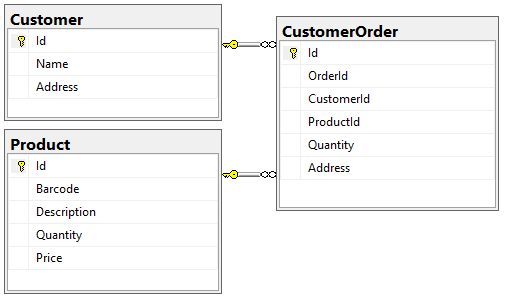 Customer
Id
Name
Address
Product
Id
Barcode
Description
Quantity
Price
CustomerOrder
Id
OrderId
CustomerId
ProductId
Quantity
Address